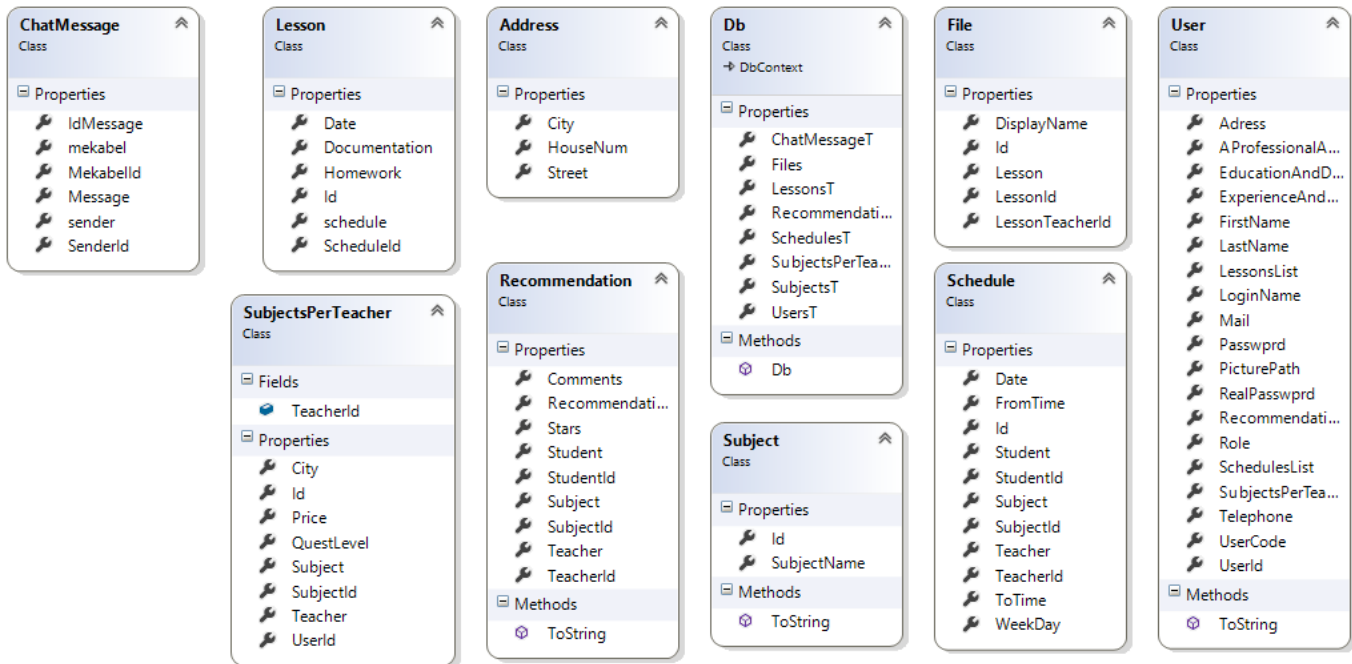 ChatMessage
Class
Properties
IdMessage
mekabel
MekabelId
Message
sender
SenderId
Lesson
Class
Properties
Date
Documentation
Homework
Id
schedule
ScheduleId
Address
Class
Properties
City
HouseNum
Street
Db
Class
DbContext
Properties
ChatMessageT
Files
LessonsT
Recommendati...
SchedulesT
SubjectsPerTea...
SubjectsT
UsersT
Methods
Db
File
Class
Properties
DisplayName
Id
Lesson
LessonId
LessonTeacherId
User
Class
Properties
Adress
AProfessionalA...
EducationAndD...
ExperienceAnd...
FirstName
LastName
LessonsList
LoginName
Mail
Passwprd
PicturePath
RealPasswprd
Recommendati...
Role
SchedulesList
SubjectsPerTea...
Telephone
UserCode
UserId
Methods
ToString
SubjectsPerTeacher
Class
Fields
TeacherId
Properties
City
Id
Price
QuestLevel
Subject
SubjectId
Teacher
UserId
Recommendation
Class
Properties
Comments
Recommendati...
Stars
Student
StudentId
Subject
SubjectId
Teacher
TeacherId
Methods
ToString
Subject
Class
Properties
Id
SubjectName
Methods
ToString
Schedule
Class
Properties
Date
FromTime
Id
Student
StudentId
Subject
SubjectId
Teacher
TeacherId
ToTime
WeekDay